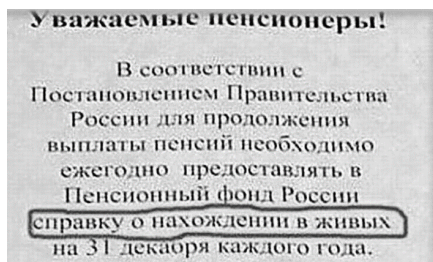 Уважаемые пенсионеры!
В соответствии с
Постановлением Правительства
России для продолжения
выплаты пенсий необходимо
ежегодно предоставлять в
Пенсионный фонд России
справку о нахождении в живых
на 31 декабря каждого года.